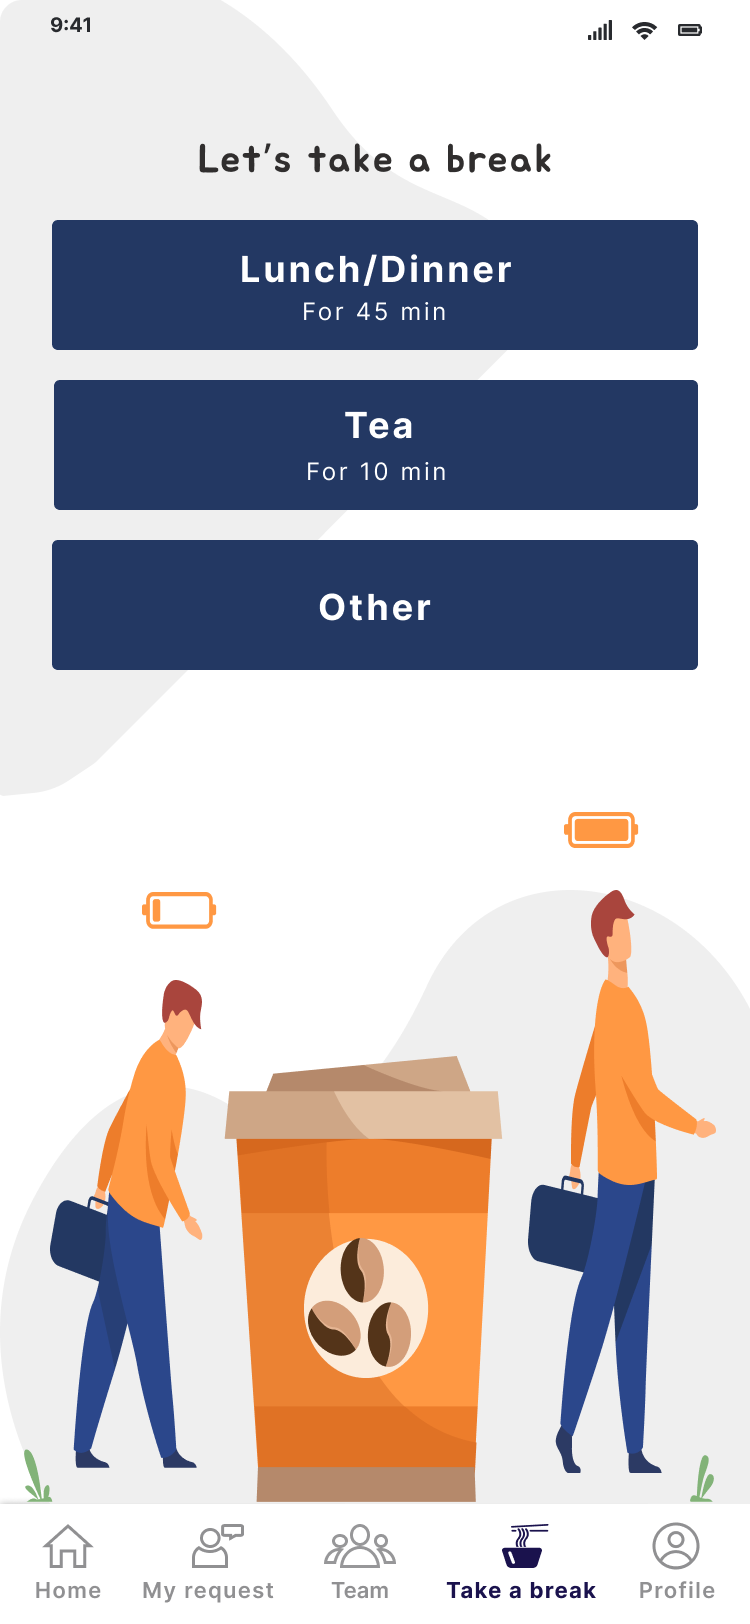 9:41
Let's take a break
Lunch/Dinner
For 45 min
Tea
For 10 min
Other
Home
My request
Team
Take a break
Profile